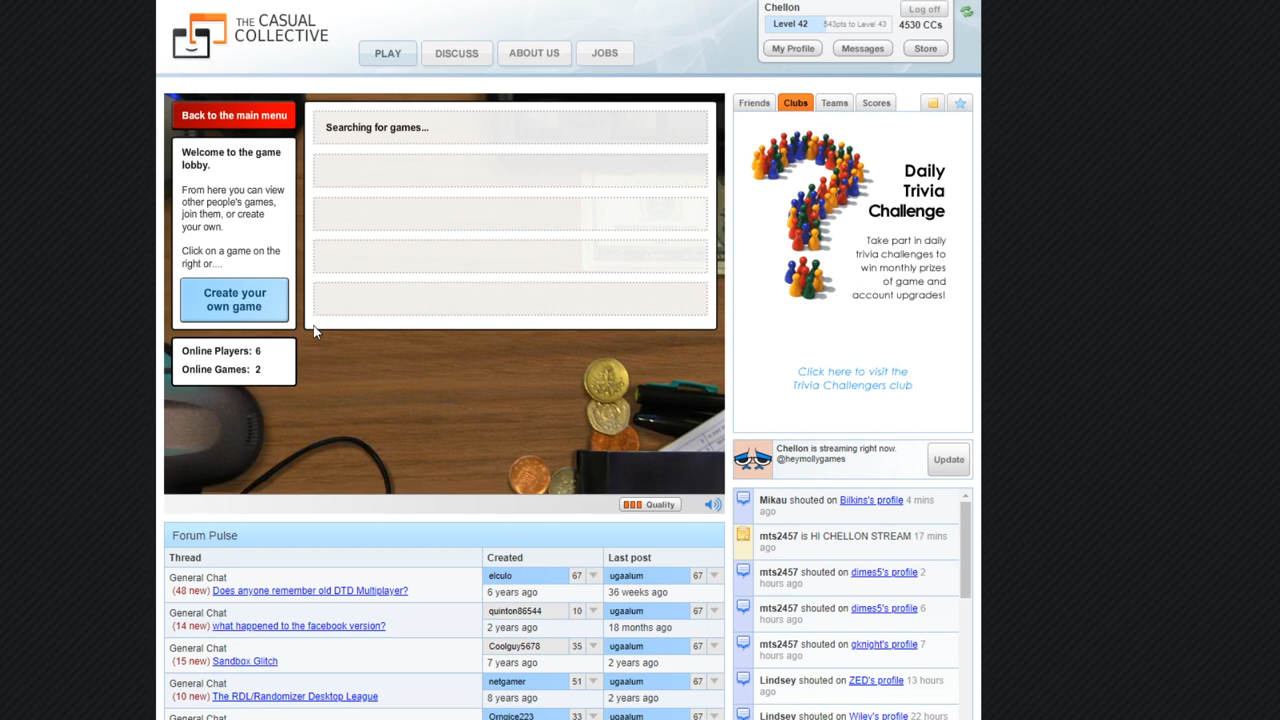 THE CASUAL
COLLECTIVE
PLAY
DISCUSS
ABOUT US
JOBS
Chellon
Log off
Level 42
543pts to Level 43
4530 CCs
My Profile
Messages
Store
Back to the main menu
Welcome to the game
lobby.
From here you can view
other people's games,
join them, or create
your own.
Click on a game on the
right or....
Create your
own game
Online Players: 6
Online Games: 2
Searching for games...
Quality
Friends
Clubs
Teams
Scores
Daily
Trivia
Challenge
Take part in daily
trivia challenges to
win monthly prizes
of game and
account upgrades!
Click here to visit the
Trivia Challengers club
Chellon is streaming right now.
@heymollygames
Update
Mikau shouted on Bilkins's profile 4 mins
ago
mts2457 is HI CHELLON STREAM 17 mins
ago
mts2457 shouted on dimes5's profile 2
hours ago
mts2457 shouted on dimes5's profile 6
hours ago
mts2457 shouted on gknight's profile 7
hours ago
Lindsey shouted on ZED's profile 13 hours
ago
Lindsey shouted on Wiley's profile 22 hours
Forum Pulse
Thread Created Last post
General Chat elculo 67 ugaalum 67
(48 new) Does anyone remember old DTD Multiplayer? 6 years ago 36 weeks ago
General Chat quinton86544 10 ugaalum 67
(14 new) what happened to the facebook version? 2 years ago 18 months ago
General Chat Coolguy5678 35 ugaalum 67
(15 new) Sandbox Glitch 7 years ago 2 years ago
General Chat netgamer 51 ugaalum 67
(10 new) The RDL/Randomizer Desktop League 8 years ago 2 years ago
General Chat Orngice223 33 ugaalum 67